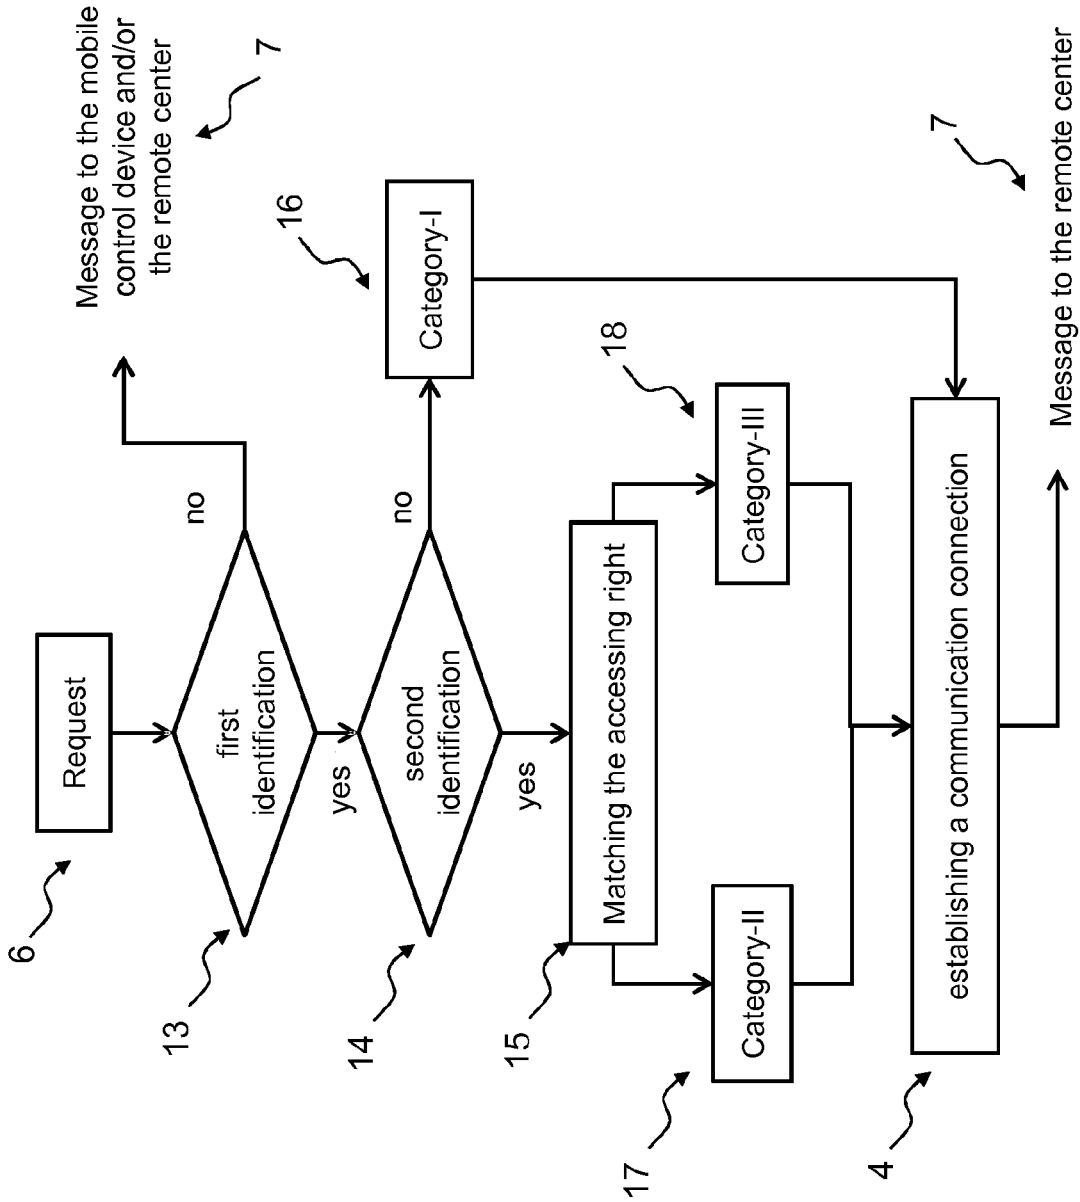 6
Request
13
first
identification
no
Message to the mobile
control device and/or
the remote center
7
yes
14
second
identification
no
16
Category-I
yes
15
Matching the accessing right
17
Category-II
18
Category-III
4
establishing a communication connection
Message to the remote center
7